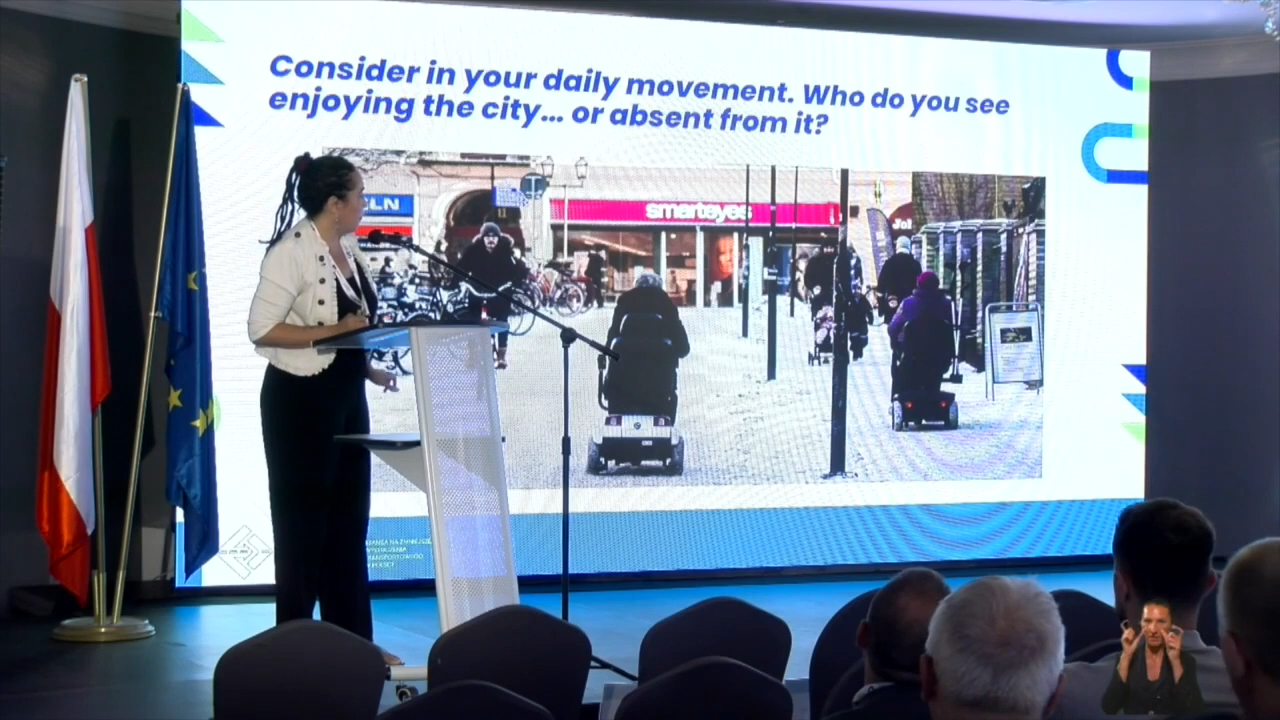 Consider in your daily movement. Who do you see
enjoying the city... or absent from it?
smarteyes